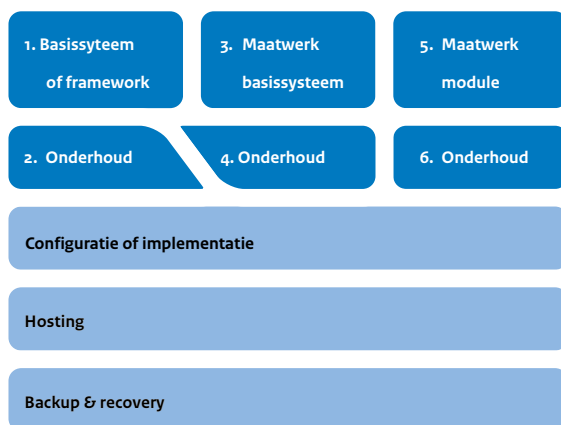 1. Basissyteem
of framework
3. Maatwerk
basissysteem
5. Maatwerk
module
2. Onderhoud
4. Onderhoud
6. Onderhoud
Configuratie of implementatie
Hosting
Backup & recovery